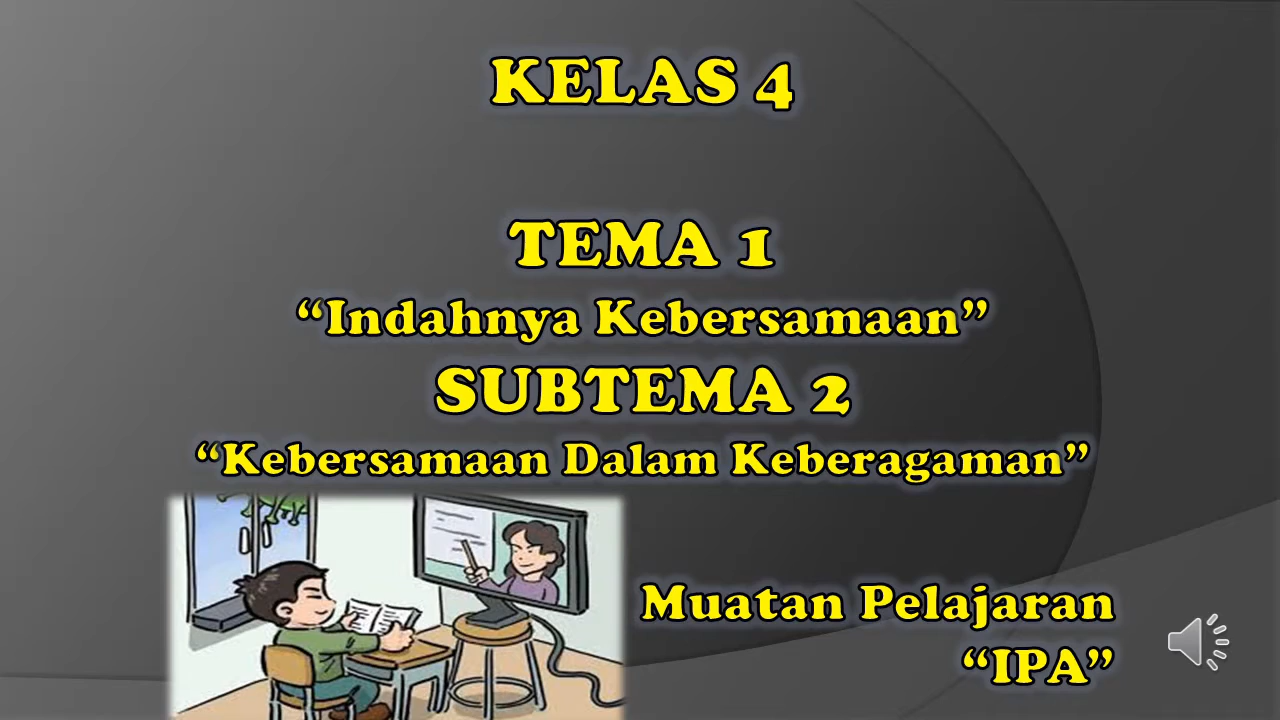 KELAS 4
TEMA 1
“Indahnya Kebersamaan”
SUBTEMA 2
“Kebersamaan Dalam Keberagaman”
Muatan Pelajaran
“IPA”